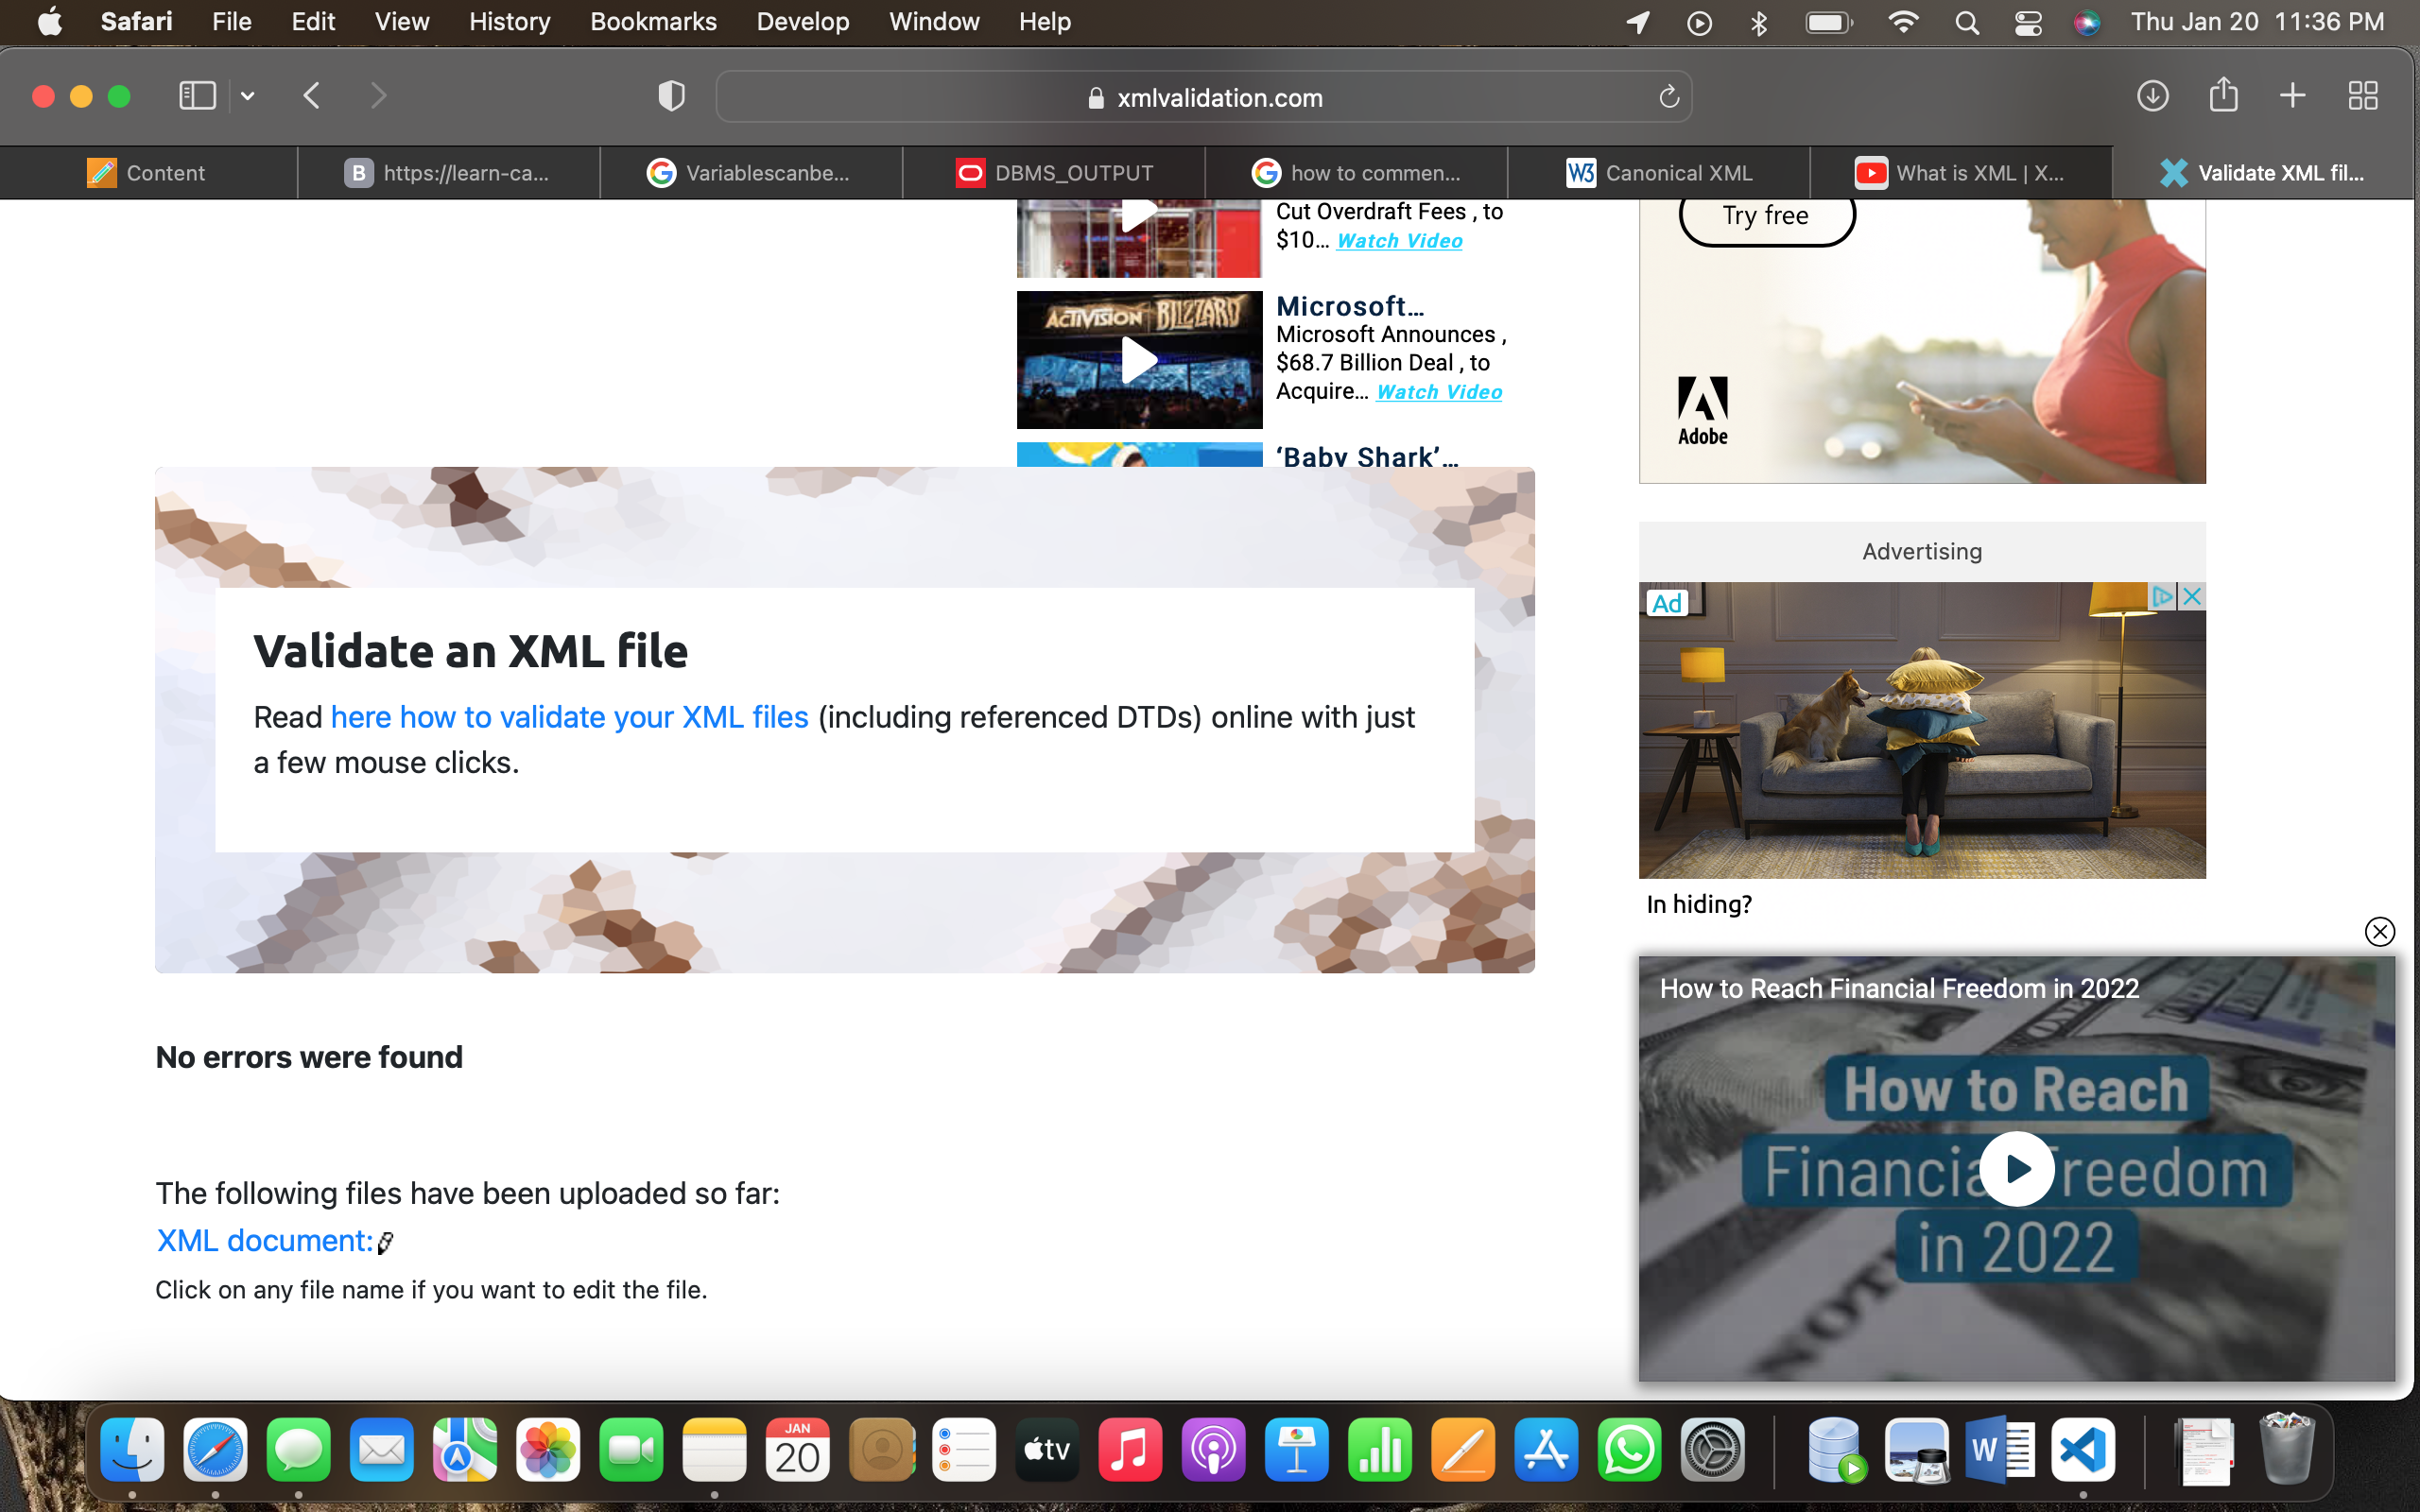 Safari File Edit View History Bookmarks Develop Window Help Thu Jan 20 11:36 PM
xmlvalidation.com
Content
B https://learn-ca...
Variablescanbe...
DBMS_OUTPUT
how to commen...
W3 Canonical XML
What is XML | X...
Validate XML fil...
Cut Overdraft Fees , to
$10... Watch Video
ACTIVISION BLIZZARD
Microsoft...
Microsoft Announces ,
$68.7 Billion Deal , to
Acquire... Watch Video
‘Baby Shark’...
Try free
Adobe
Validate an XML file
Read here how to validate your XML files (including referenced DTDs) online with just
a few mouse clicks.
Advertising
Ad
In hiding?
No errors were found
The following files have been uploaded so far:
XML document:
Click on any file name if you want to edit the file.
How to Reach Financial Freedom in 2022
How to Reach
Financia reedom
in 2022
NOT
JAN
20
tv
W